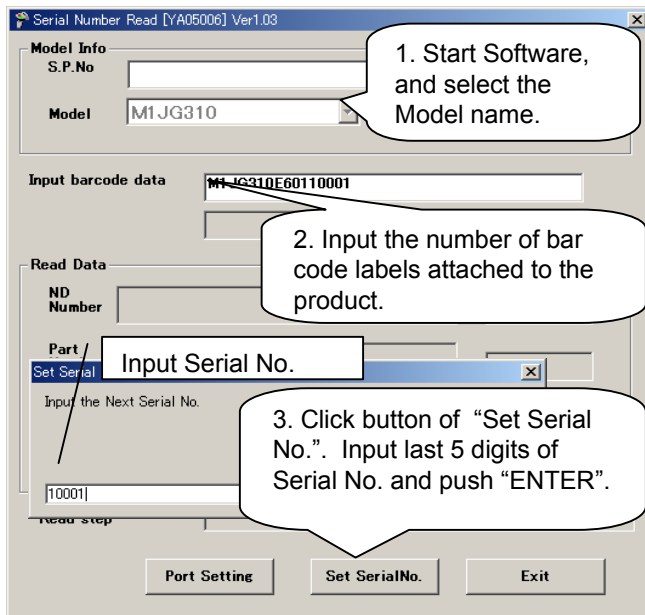 Serial Number Read [YA05006] Ver1.03
Model Info
S.P.No
1. Start Software,
and select the
Model name.
Model
M1JG310
Input barcode data
M1JG310E60110001
2. Input the number of bar
code labels attached to the
product.
Read Data
ND
Number
Part
Input Serial No.
Set Serial
Input the Next Serial No.
3. Click button of "Set Serial
No.". Input last 5 digits of
Serial No. and push "ENTER".
10001
Read step
Port Setting
Set SerialNo.
Exit